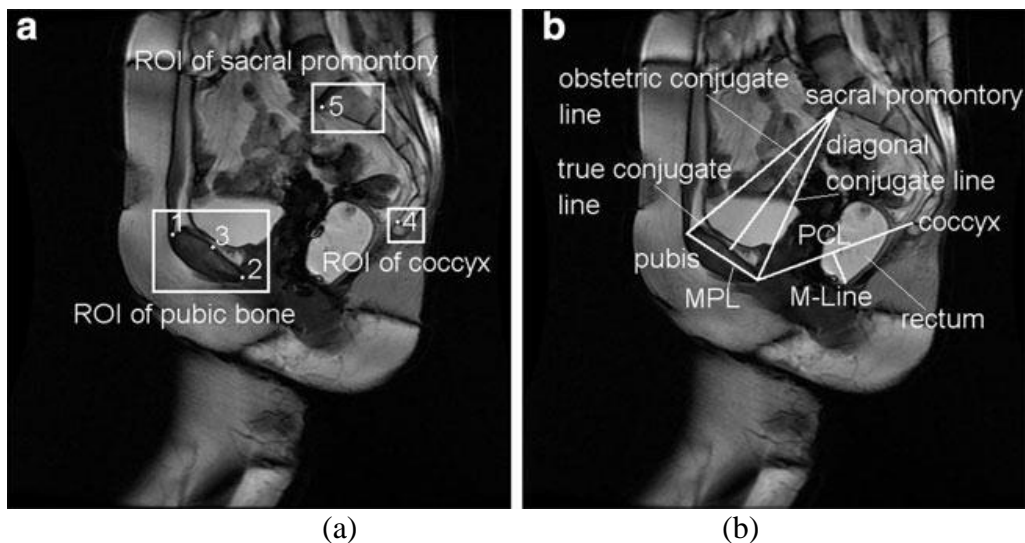 a
ROI of sacral promontory
5
1
3
2
4
ROI of coccyx
ROI of pubic bone
b
obstetric conjugate
line
sacral promontory
diagonal
true conjugate
line
conjugate line
coccyx
PCL
pubis
MPL
M-Line
rectum
(a)
(b)